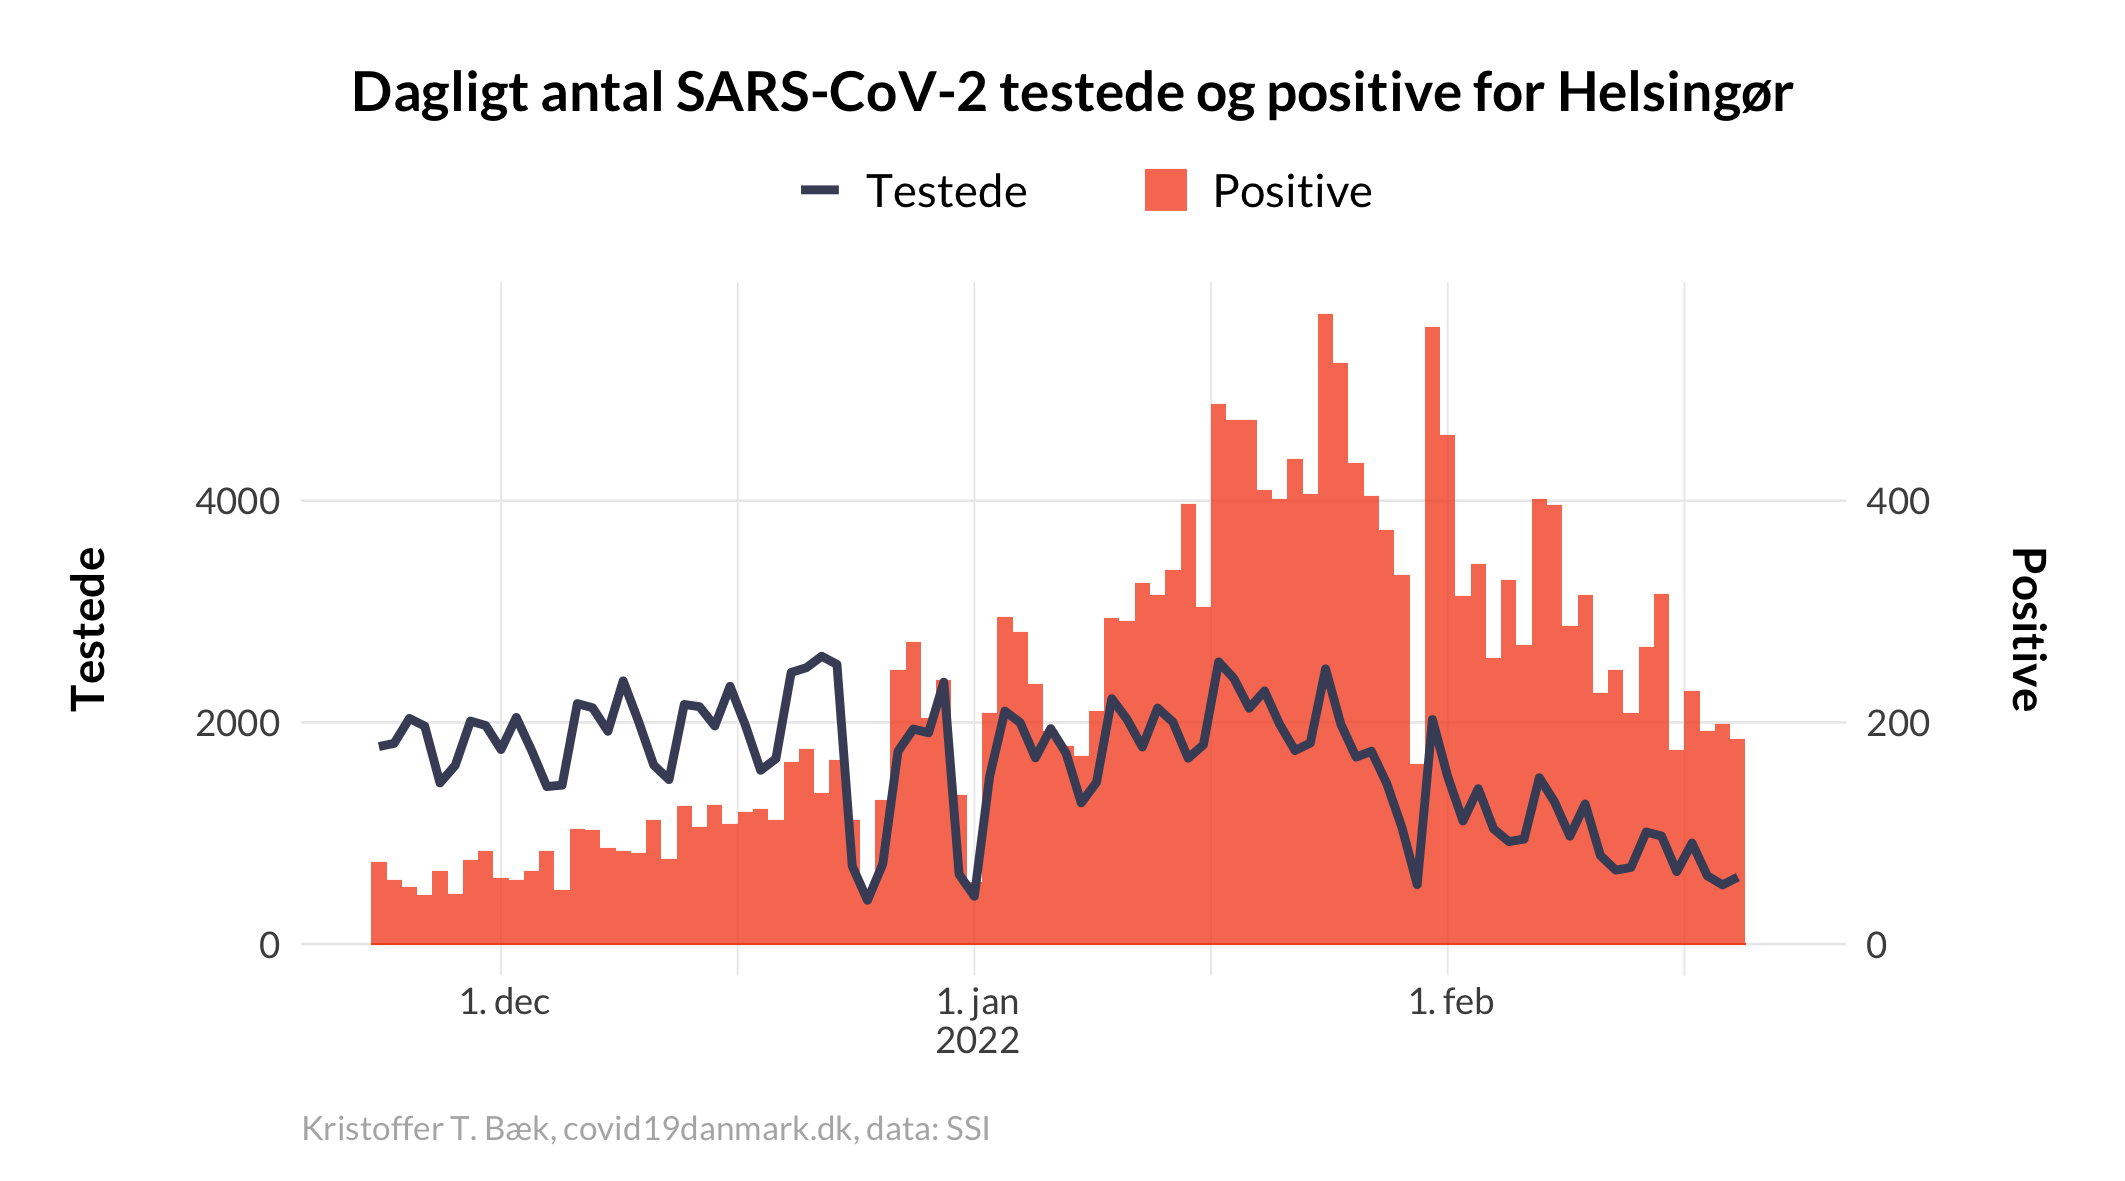 Dagligt antal SARS-CoV-2 testede og positive for Helsingør
Testede
Positive
4000
2000
0
Testede
400
200
0
Positive
1. dec
1. jan
2022
1. feb
Kristoffer T. Bæk, covid19danmark.dk, data: SSI